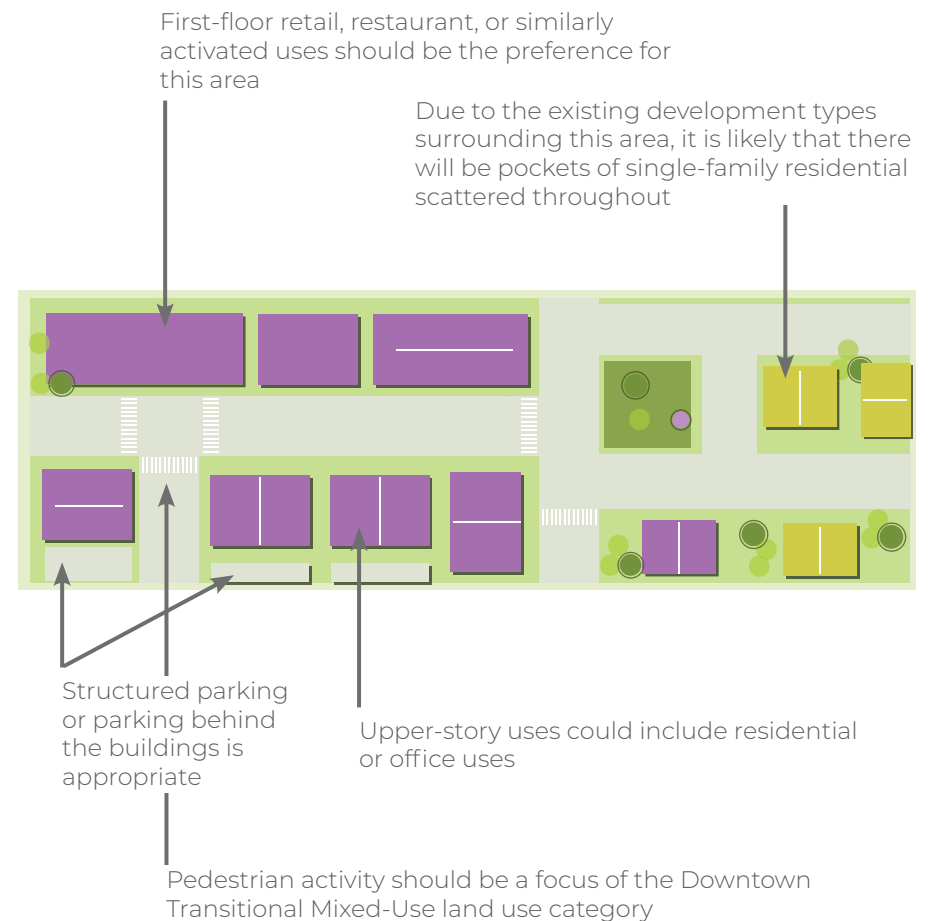 First-floor retail, restaurant, or similarly
activated uses should be the preference for
this area
Due to the existing development types
surrounding this area, it is likely that there
will be pockets of single-family residential
scattered throughout
Structured parking
or parking behind
the buildings is
appropriate
Upper-story uses could include residential
or office uses
Pedestrian activity should be a focus of the Downtown
Transitional Mixed-Use land use category